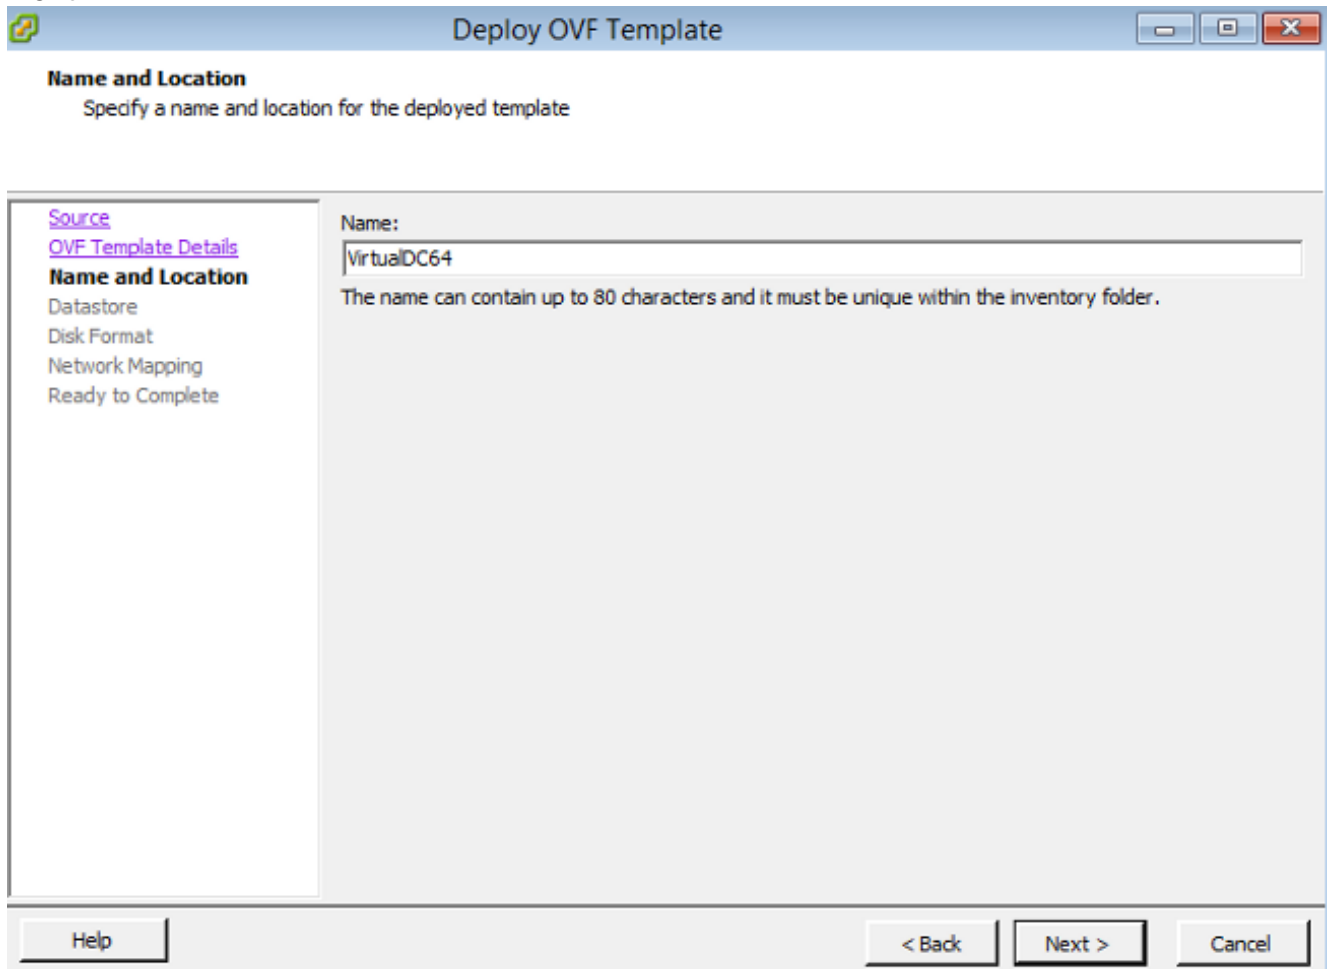 Deploy OVF Template
Name and Location
Specify a name and location for the deployed template
Source
OVF Template Details
Name and Location
Datastore
Disk Format
Network Mapping
Ready to Complete
Name:
VirtualDC64
The name can contain up to 80 characters and it must be unique within the inventory folder.
Help
< Back
Next >
Cancel